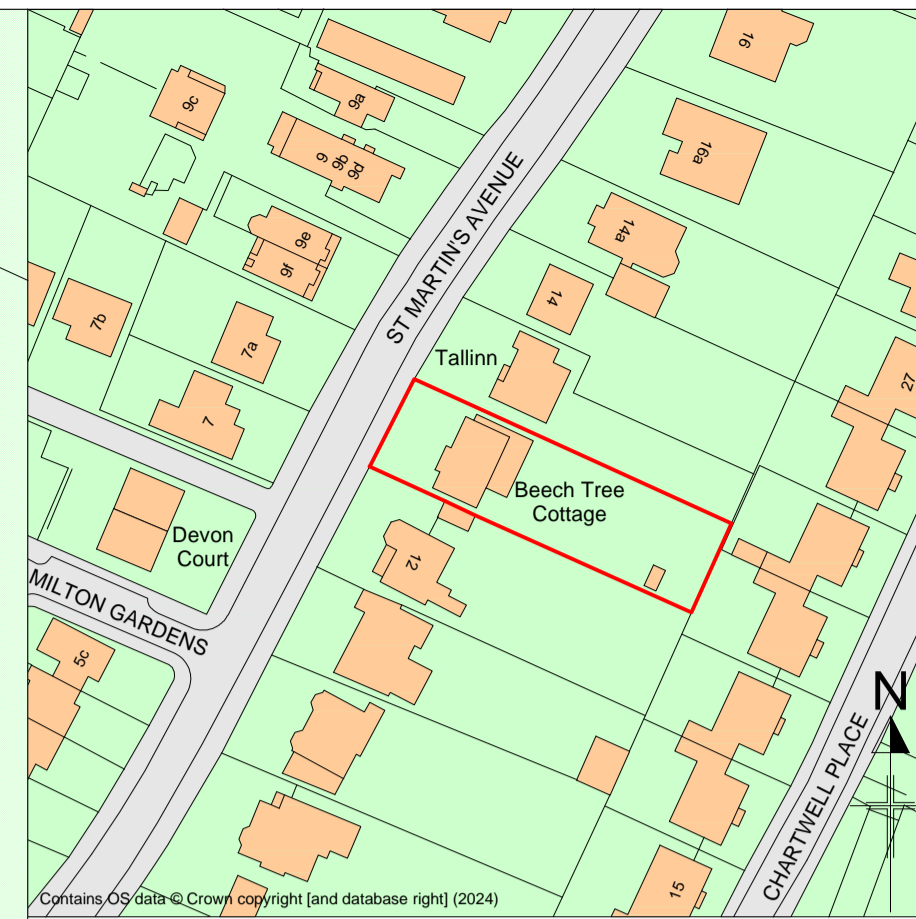 16
9c
9a
16a
9
9b
9d
ST MARTIN'S AVENUE
14a
9e
9f
14
7b
7a
Tallinn
27
7
Beech Tree
Cottage
Devon
Court
12
MILTON GARDENS
5c
N
CHARTWELL PLACE
15
Contains OS data © Crown copyright [and database right] (2024)